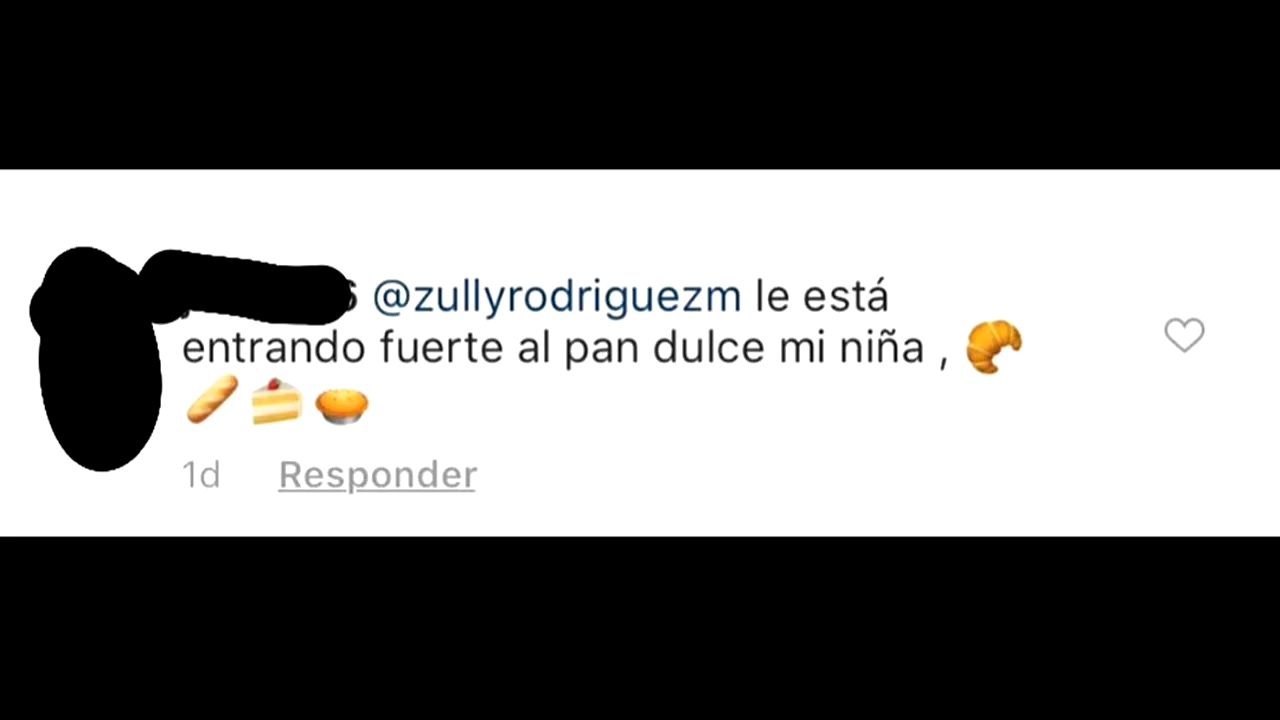 @zullyrodriguezm le está
entrando fuerte al pan dulce mi niña , 🥐
🥖🍰🥧
1d Responder